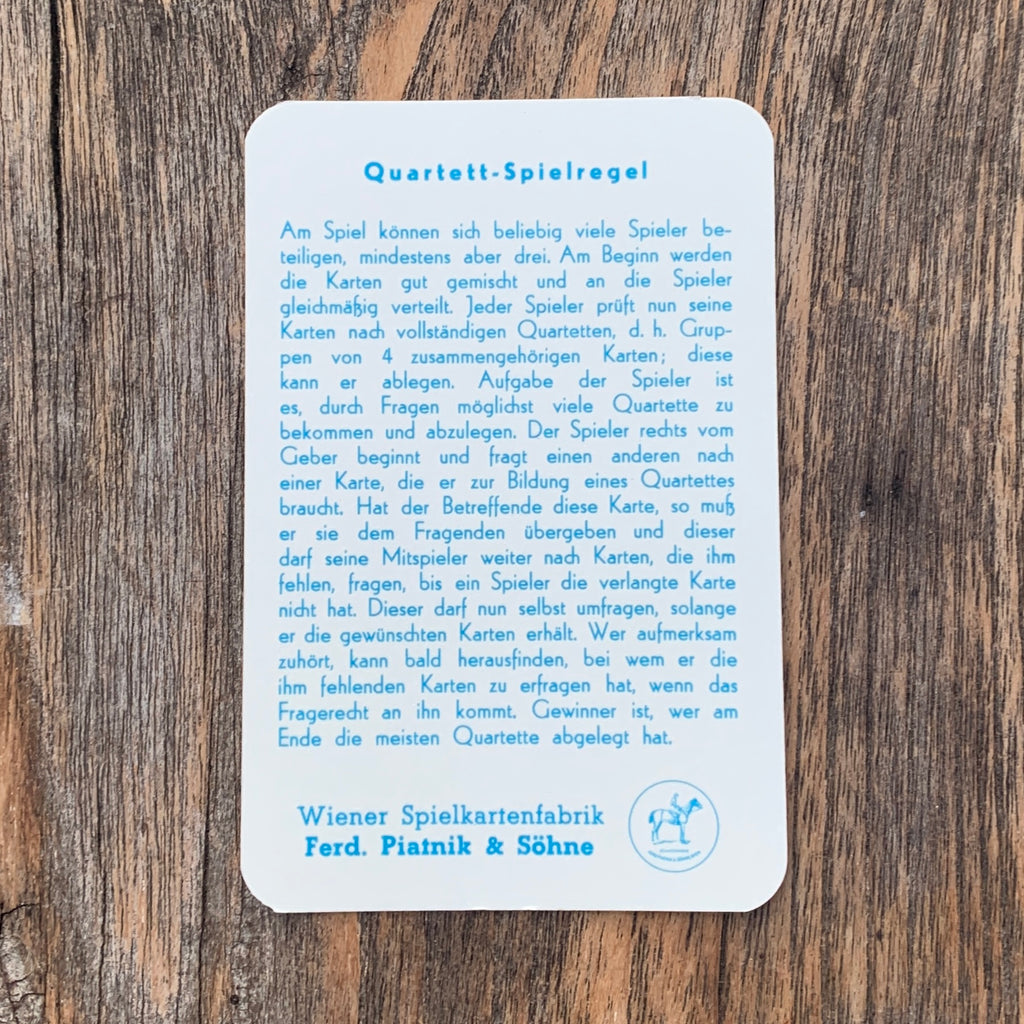 Quartett-Spielregel
Am Spiel können sich beliebig viele Spieler be-
teiligen, mindestens aber drei. Am Beginn werden
die Karten gut gemischt und an die Spieler
gleichmäßig verteilt. Jeder Spieler prüft nun seine
Karten nach vollständigen Quartetten, d. h. Grup-
pen von 4 zusammengehörigen Karten; diese
kann er ablegen. Aufgabe der Spieler ist
es, durch Fragen möglichst viele Quartette zu
bekommen und abzulegen. Der Spieler rechts vom
Geber beginnt und fragt einen anderen nach
einer Karte, die er zur Bildung eines Quartettes
braucht. Hat der Betreffende diese Karte, so muß
er sie dem Fragenden übergeben und dieser
darf seine Mitspieler weiter nach Karten, die ihm
fehlen, fragen, bis ein Spieler die verlangte Karte
nicht hat. Dieser darf nun selbst umfragen, solange
er die gewünschten Karten erhält. Wer aufmerksam
zuhört, kann bald herausfinden, bei wem er die
ihm fehlenden Karten zu erfragen hat, wenn das
Fragerecht an ihn kommt. Gewinner ist, wer am
Ende die meisten Quartette abgelegt hat.
Wiener Spielkartenfabrik
Ferd. Piatnik & Söhne